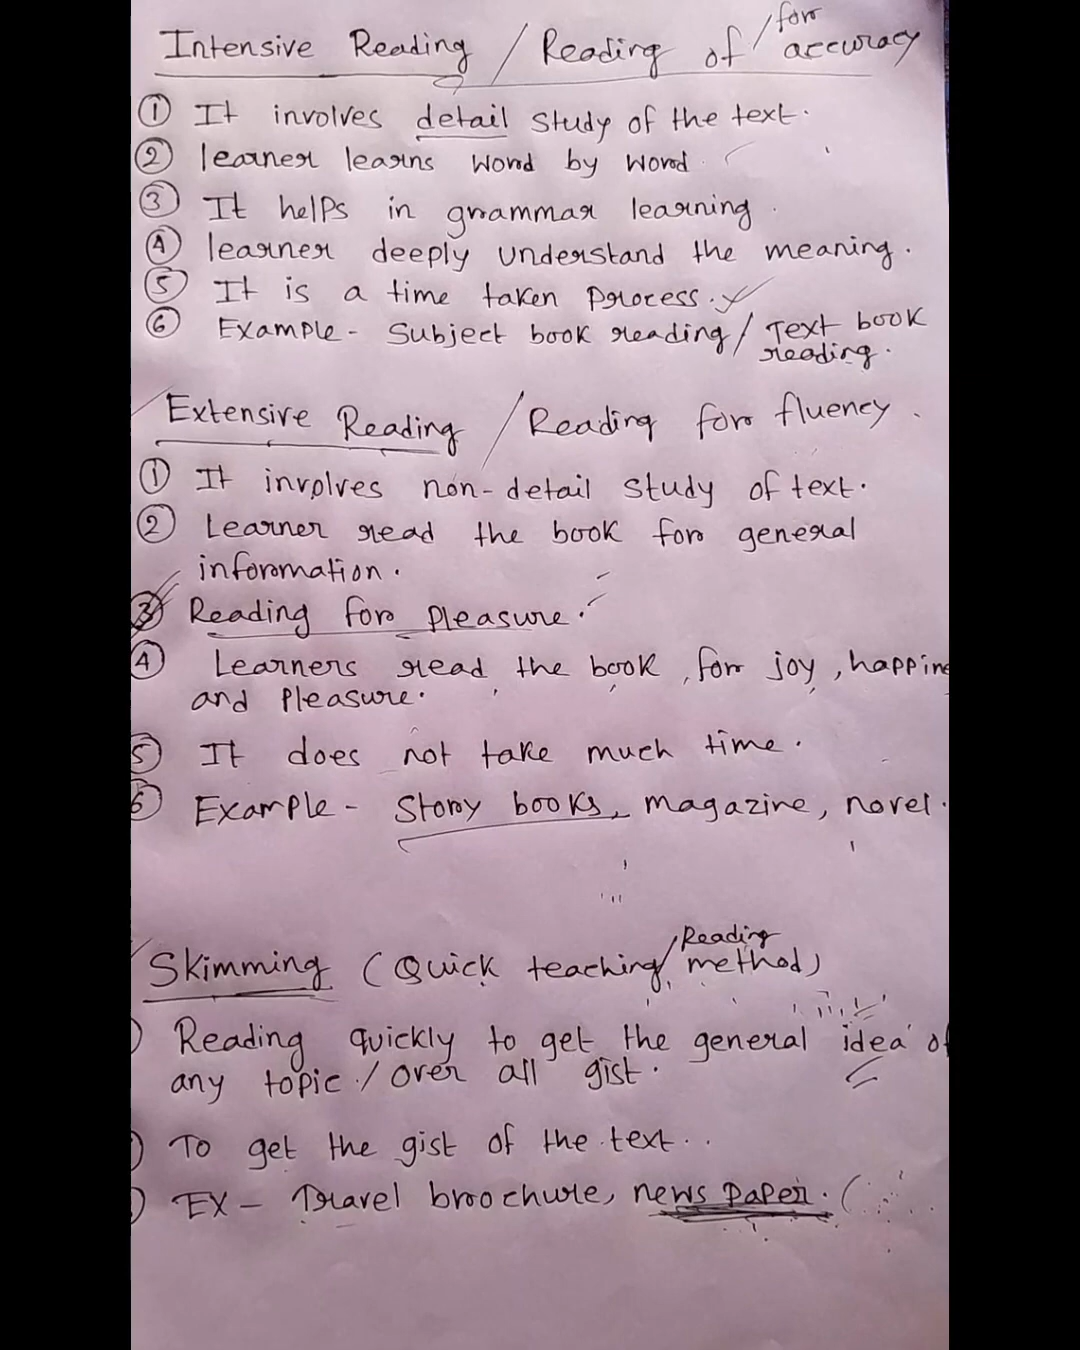 Intensive Reading / Reading of / for accuracy
① It involves detail study of the text.
② learner learns word by word
③ It helps in grammar learning.
④ learner deeply understand the meaning.
⑤ It is a time taken process.
⑥ Example - Subject book reading / Text book
reading.
Extensive Reading / Reading for fluency.
① It involves non-detail study of text.
② Learner read the book for general
information.
③ Reading for pleasure.
④ Learners read the book, for joy, happine
and pleasure.
⑤ It does not take much time.
⑥ Example - Story books, magazine, novel.
Skimming (Quick teaching / Reading method)
Reading quickly to get the general idea of
any topic / over all gist.
To get the gist of the text..
EX - Travel broochure, news paper.